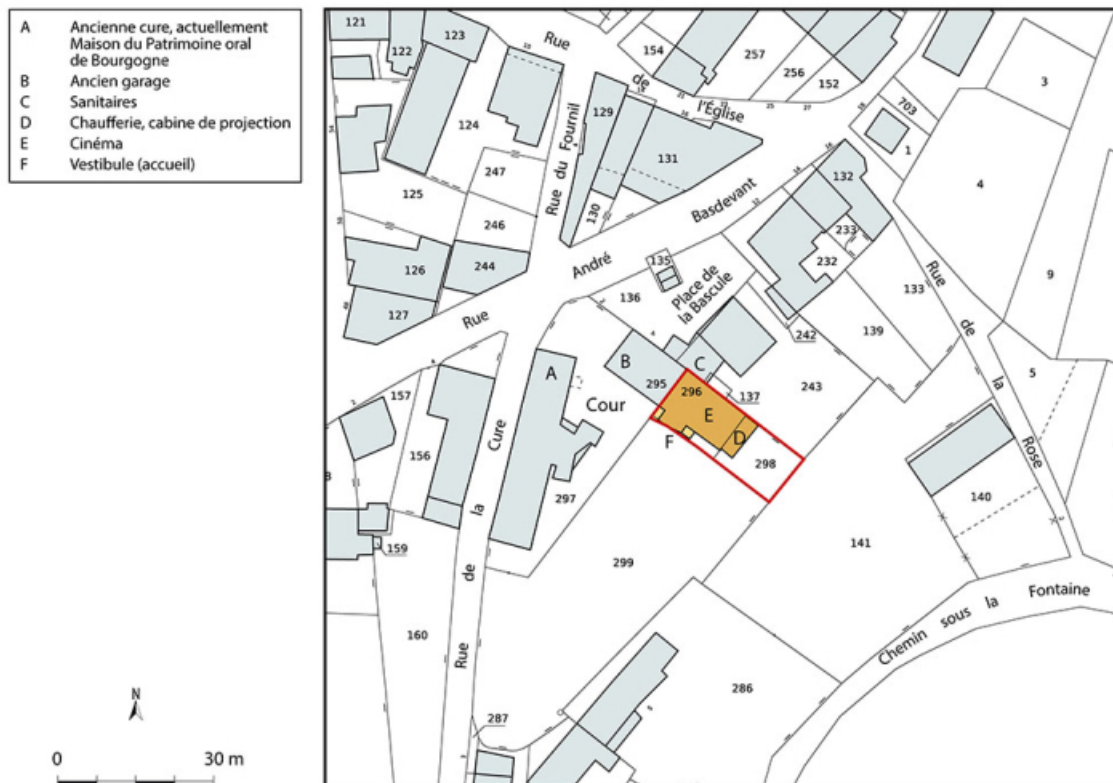 A Ancienne cure, actuellement
Maison du Patrimoine oral
de Bourgogne
B Ancien garage
C Sanitaires
D Chaufferie, cabine de projection
E Cinéma
F Vestibule (accueil)
N
0 30 m
121
122
123
Rue
de
l'Église
154
257
256
152
3
703
1
4
9
124
247
125
246
Rue du Fournil
129
130
131
132
233
232
133
126
244
127
Rue
André
Basdevant
135
136
Place de
la Bascule
242
139
243
Rue
de
la
Rose
5
A
B
295
C
296
137
E
D
F
298
Cour
297
157
156
159
160
Rue
de
la
Cure
299
141
140
Chemin sous la Fontaine
286
287